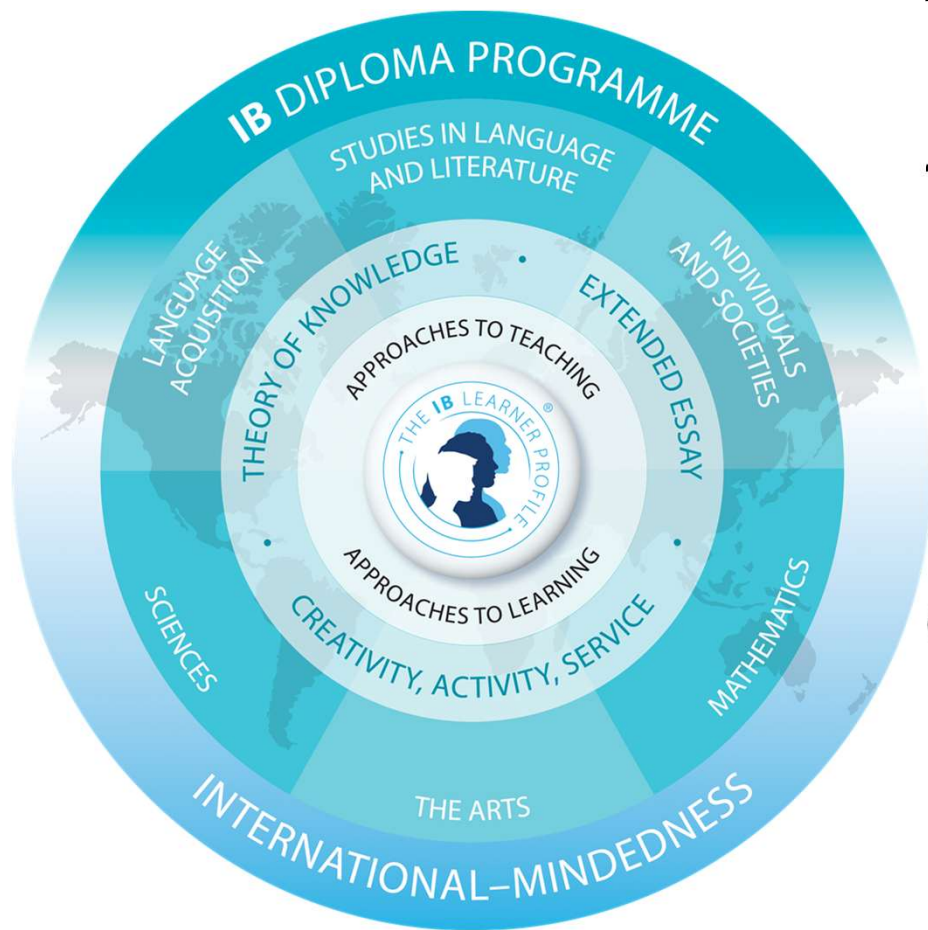 IB DIPLOMA PROGRAMME
STUDIES IN LANGUAGE
AND LITERATURE
LANGUAGE
ACQUISITION
INDIVIDUALS
AND SOCIETIES
THEORY OF KNOWLEDGE
•
EXTENDED ESSAY
APPROACHES TO TEACHING
THE IB LEARNER PROFILE
®
APPROACHES TO LEARNING
•
CREATIVITY, ACTIVITY, SERVICE
•
SCIENCES
MATHEMATICS
THE ARTS
INTERNATIONAL–MINDEDNESS